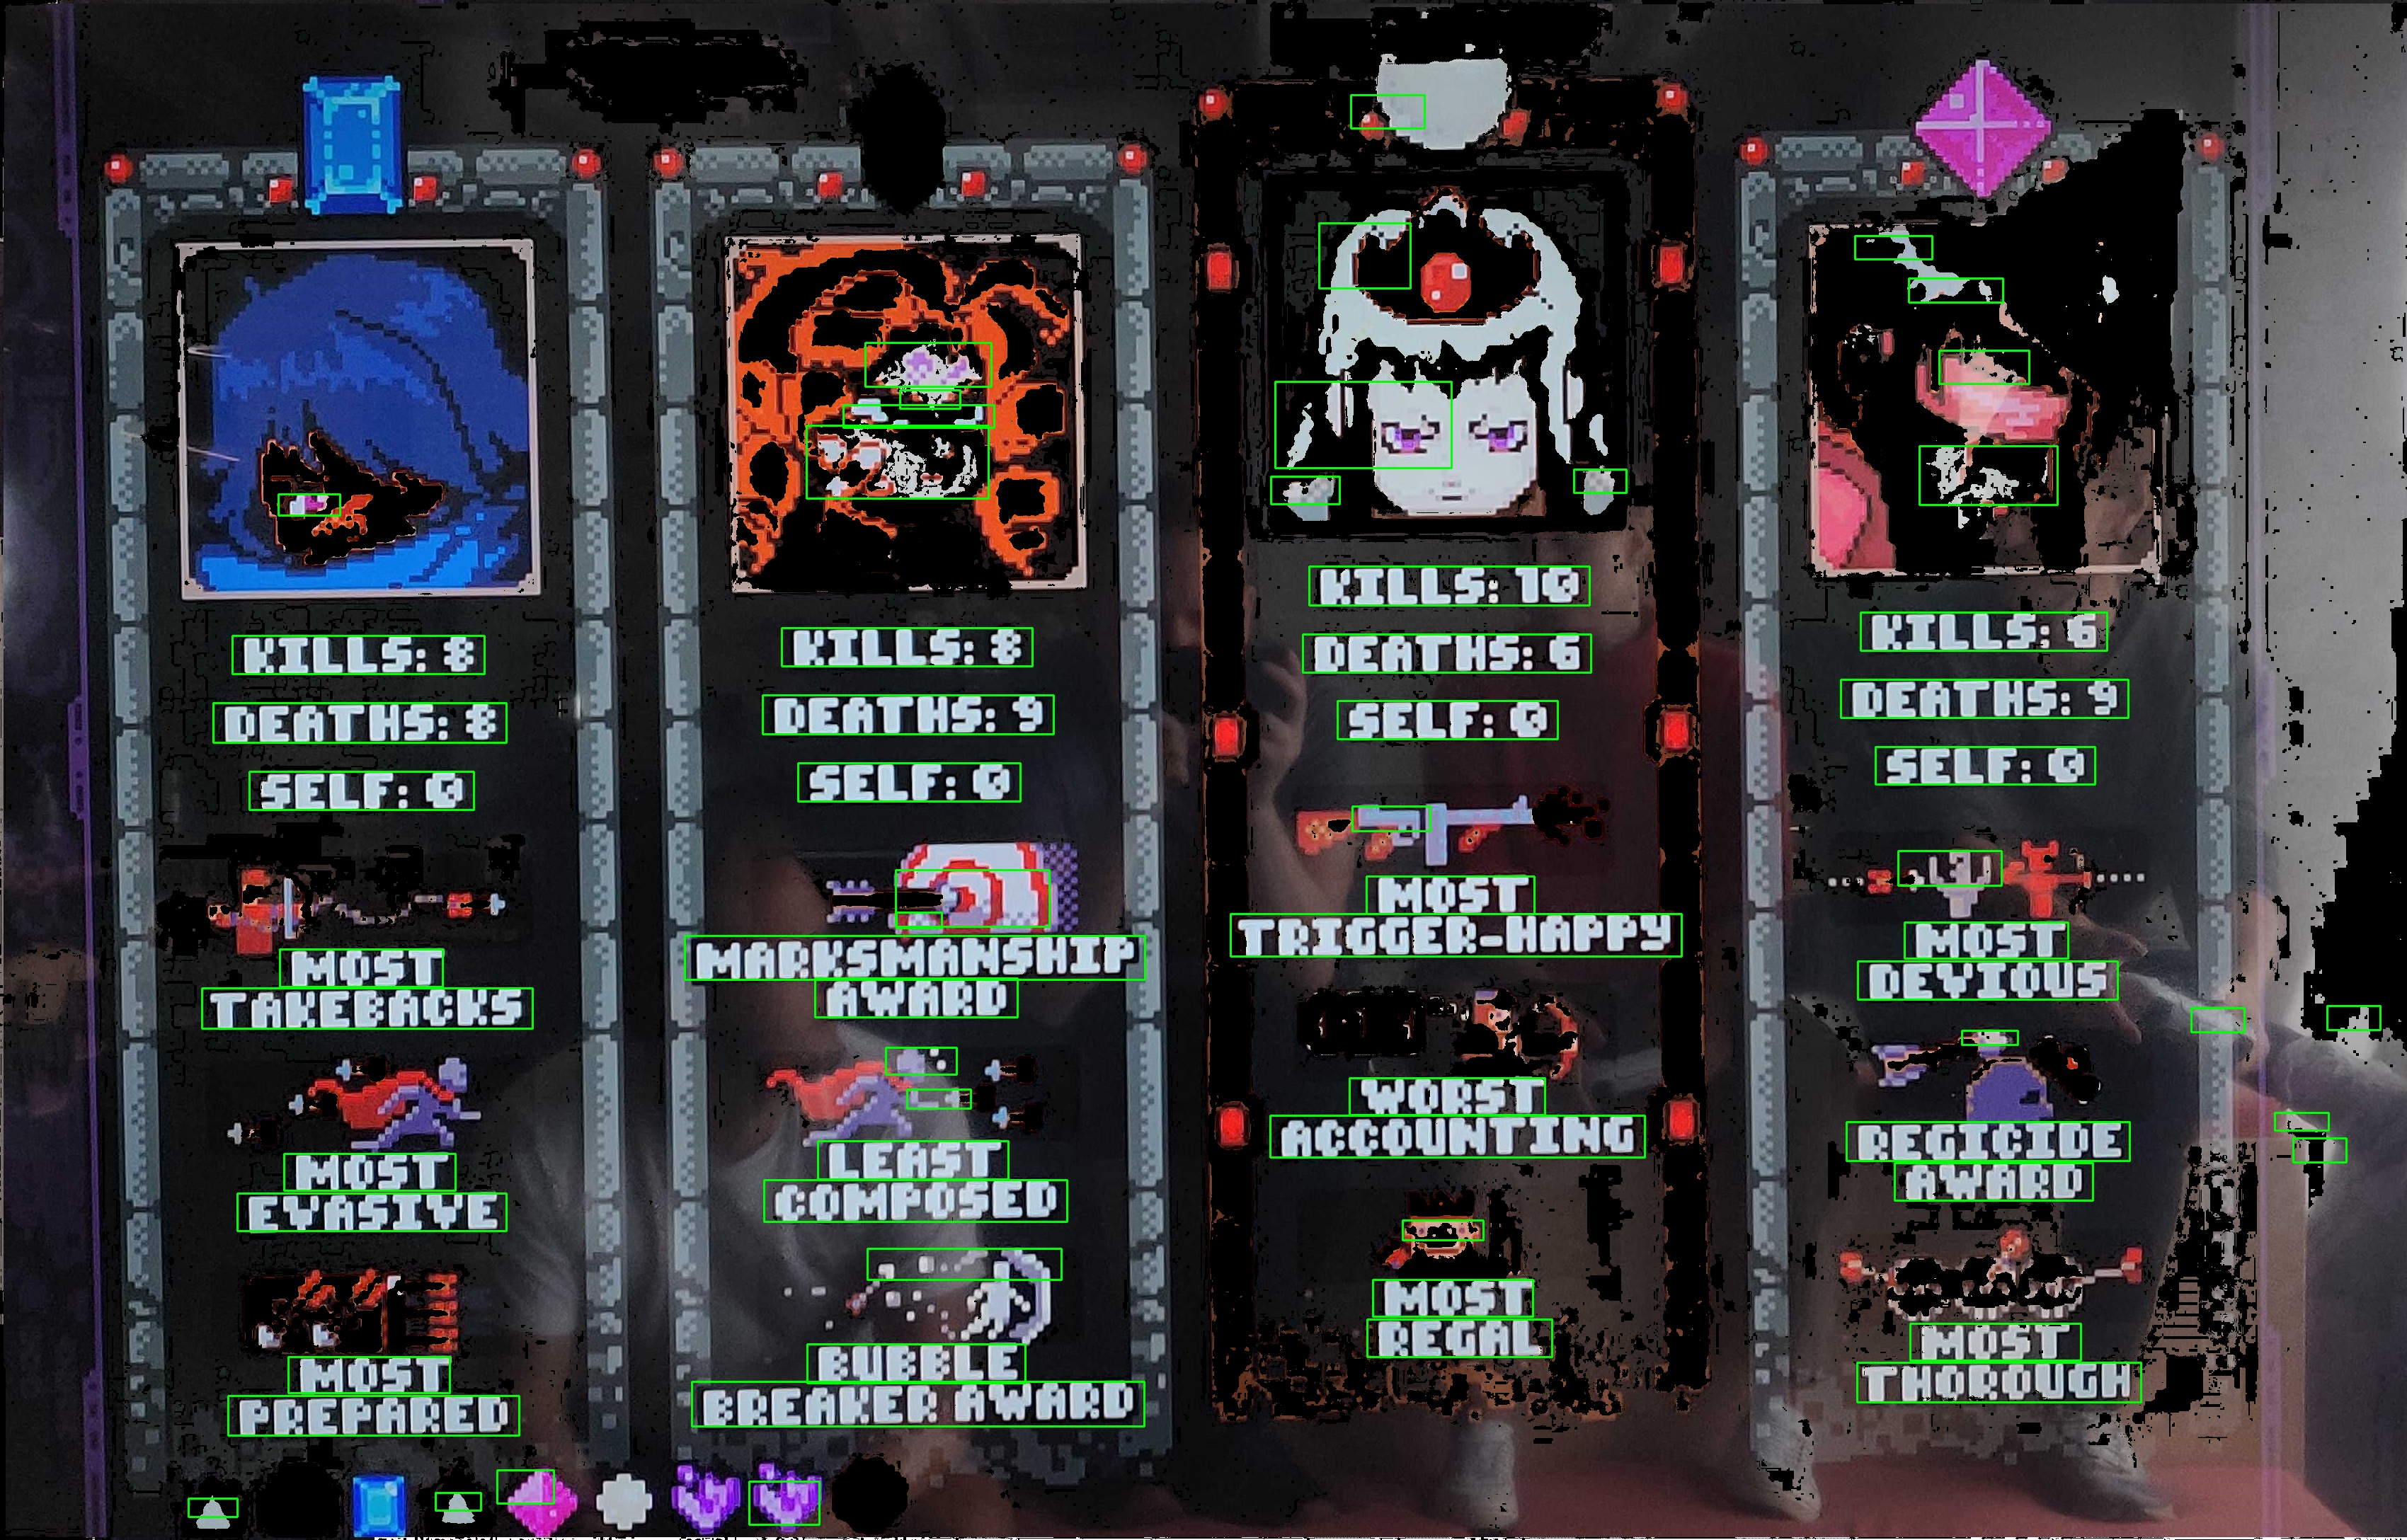 KILLS: 8
DEATHS: 8
SELF: 0
MOST
TAKEBACKS
MOST
EVASIVE
MOST
PREPARED
KILLS: 8
DEATHS: 9
SELF: 0
MARKSMANSHIP
AWARD
LEAST
COMPOSED
BUBBLE
BREAKER AWARD
KILLS: 10
DEATHS: 6
SELF: 0
MOST
TRIGGER-HAPPY
WORST
ACCOUNTING
MOST
REGAL
KILLS: 6
DEATHS: 9
SELF: 0
MOST
DEVIOUS
REGICIDE
AWARD
MOST
THOROUGH